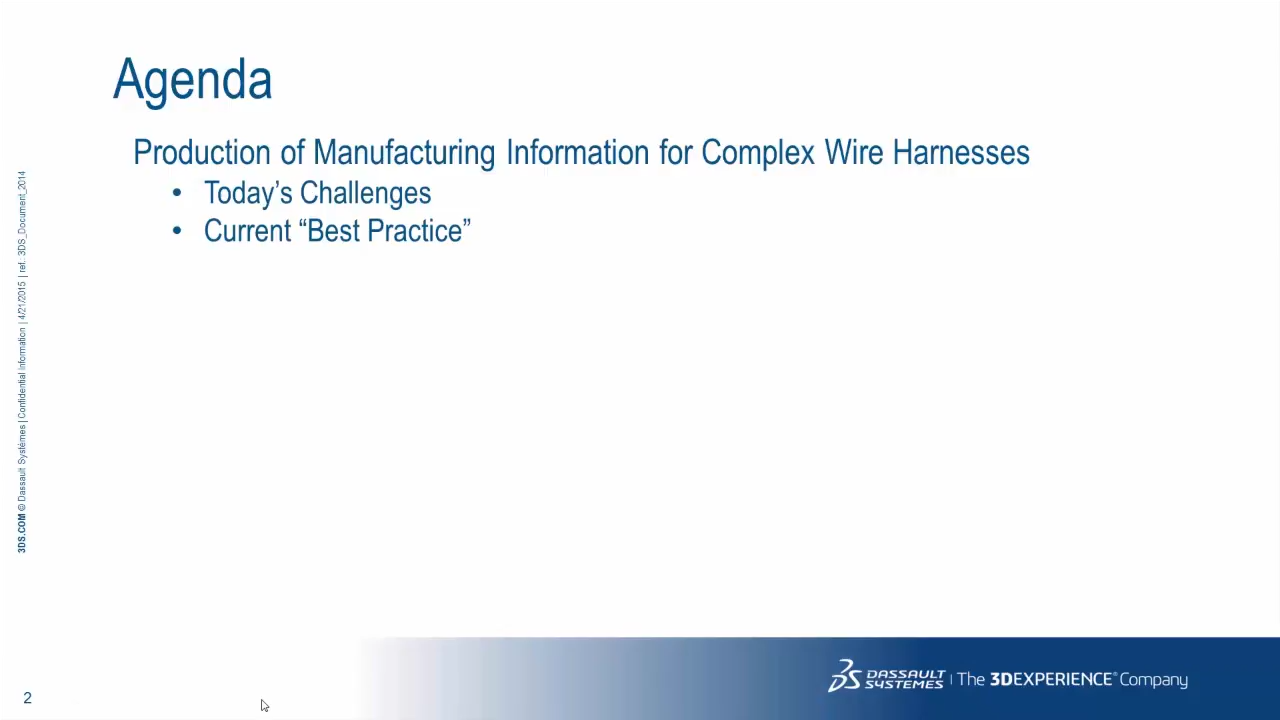 Agenda
Production of Manufacturing Information for Complex Wire Harnesses
• Today’s Challenges
• Current “Best Practice”
3DS.COM © Dassault Systèmes | Confidential Information | 4/21/2015 | ref.: 3DS_Document_2014
2
DASSAULT SYSTEMES | The 3DEXPERIENCE® Company